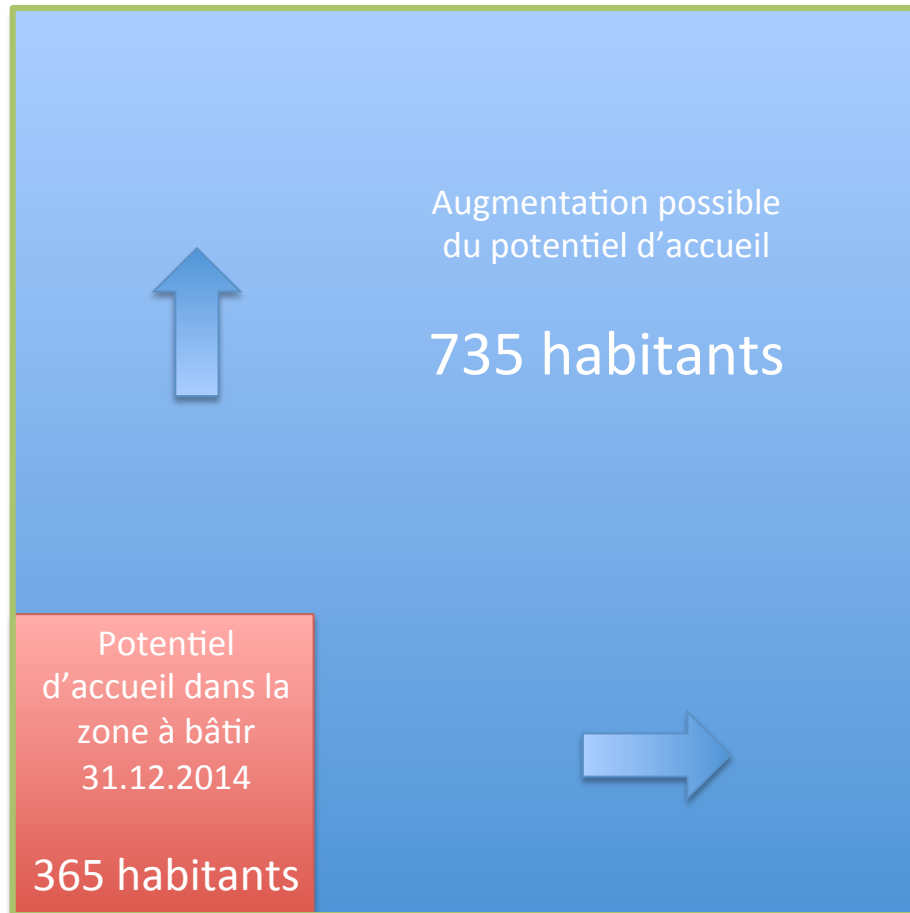 Augmentation possible
du potentiel d’accueil
735 habitants
Potentiel
d’accueil dans la
zone à bâtir
31.12.2014
365 habitants